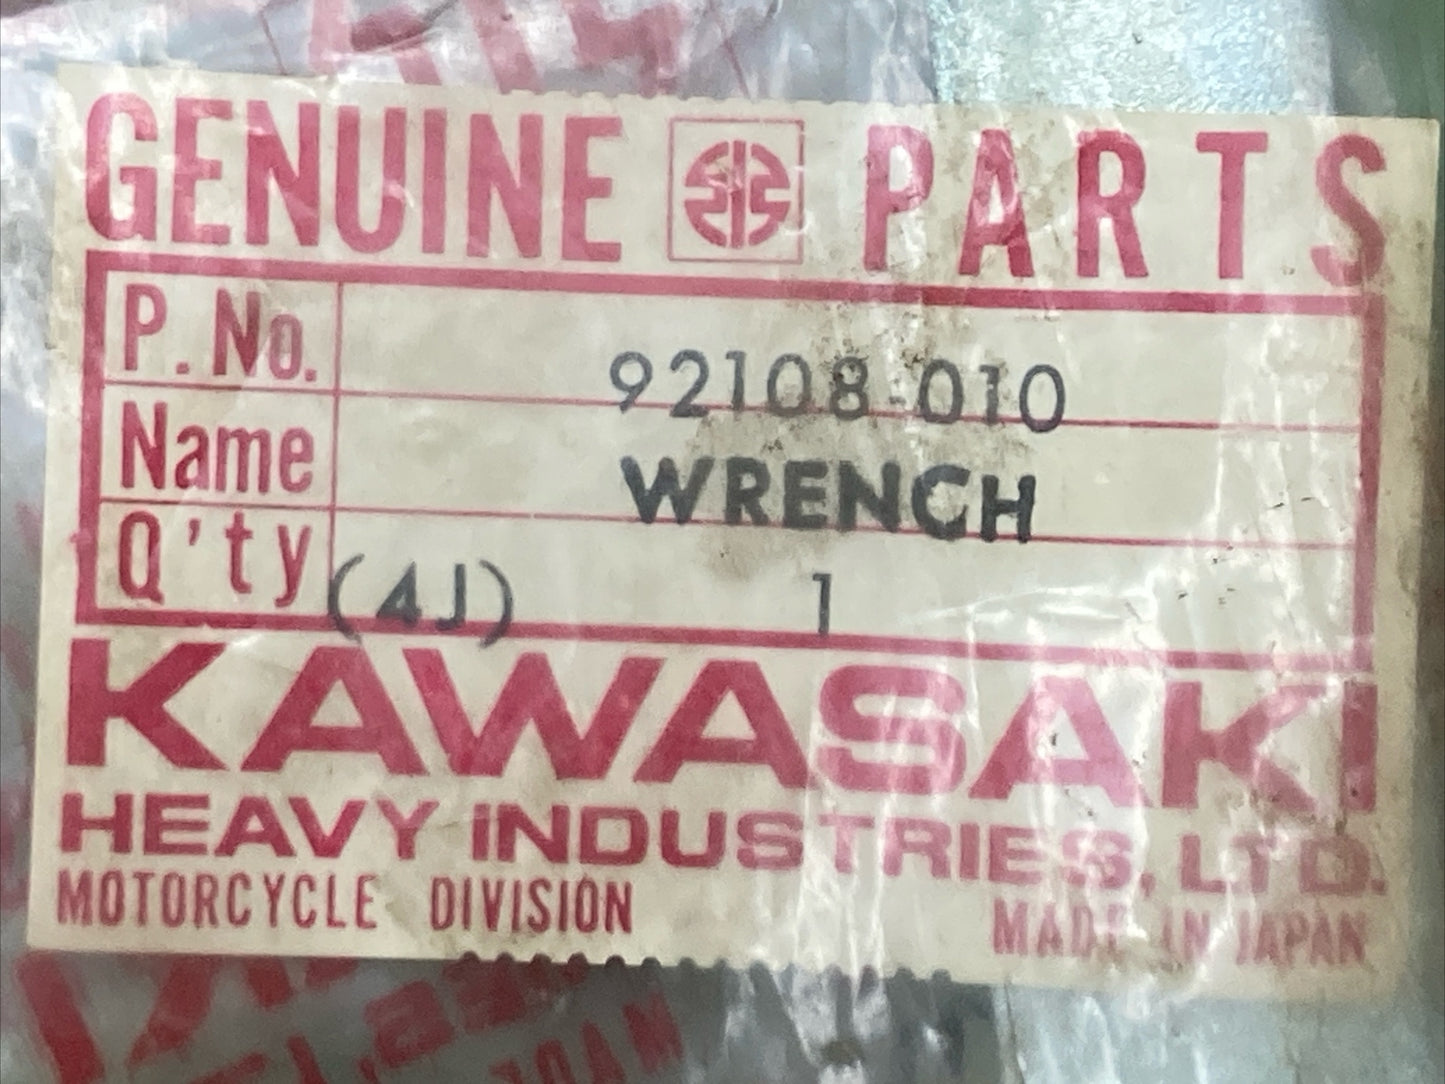 GENUINE PARTS
P. No. 92108-010
Name WRENCH
Q'ty (4J) 1
KAWASAKI
HEAVY INDUSTRIES, LTD.
MOTORCYCLE DIVISION
MADE IN JAPAN